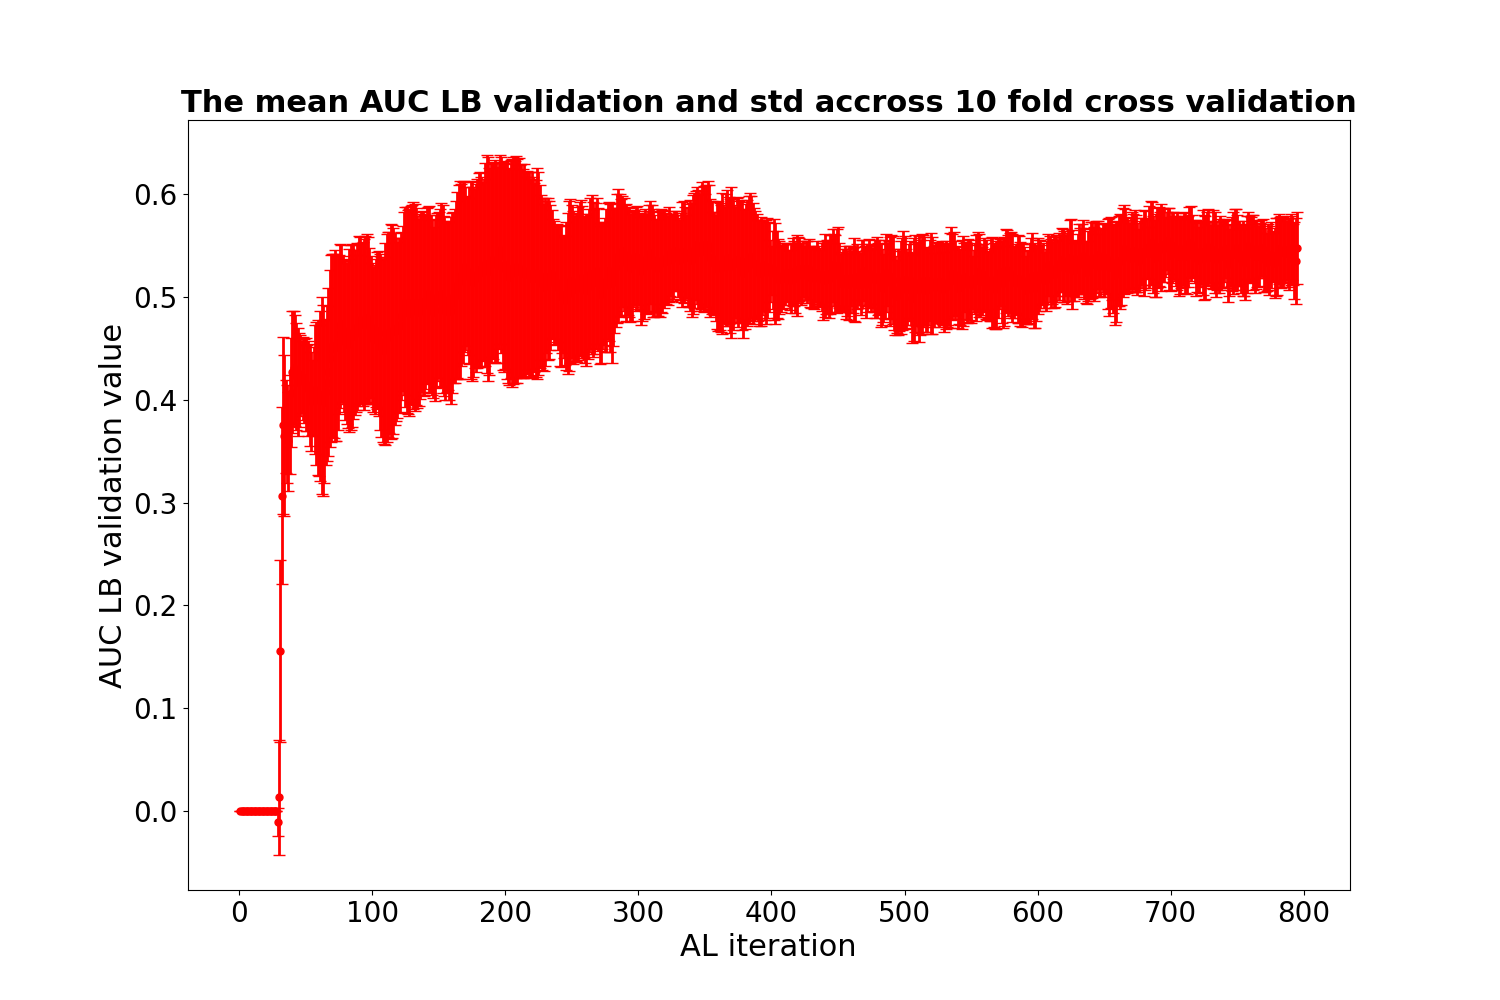 The mean AUC LB validation and std accross 10 fold cross validation
0.6
0.5
0.4
0.3
0.2
0.1
0.0
AUC LB validation value
0 100 200 300 400 500 600 700 800
AL iteration